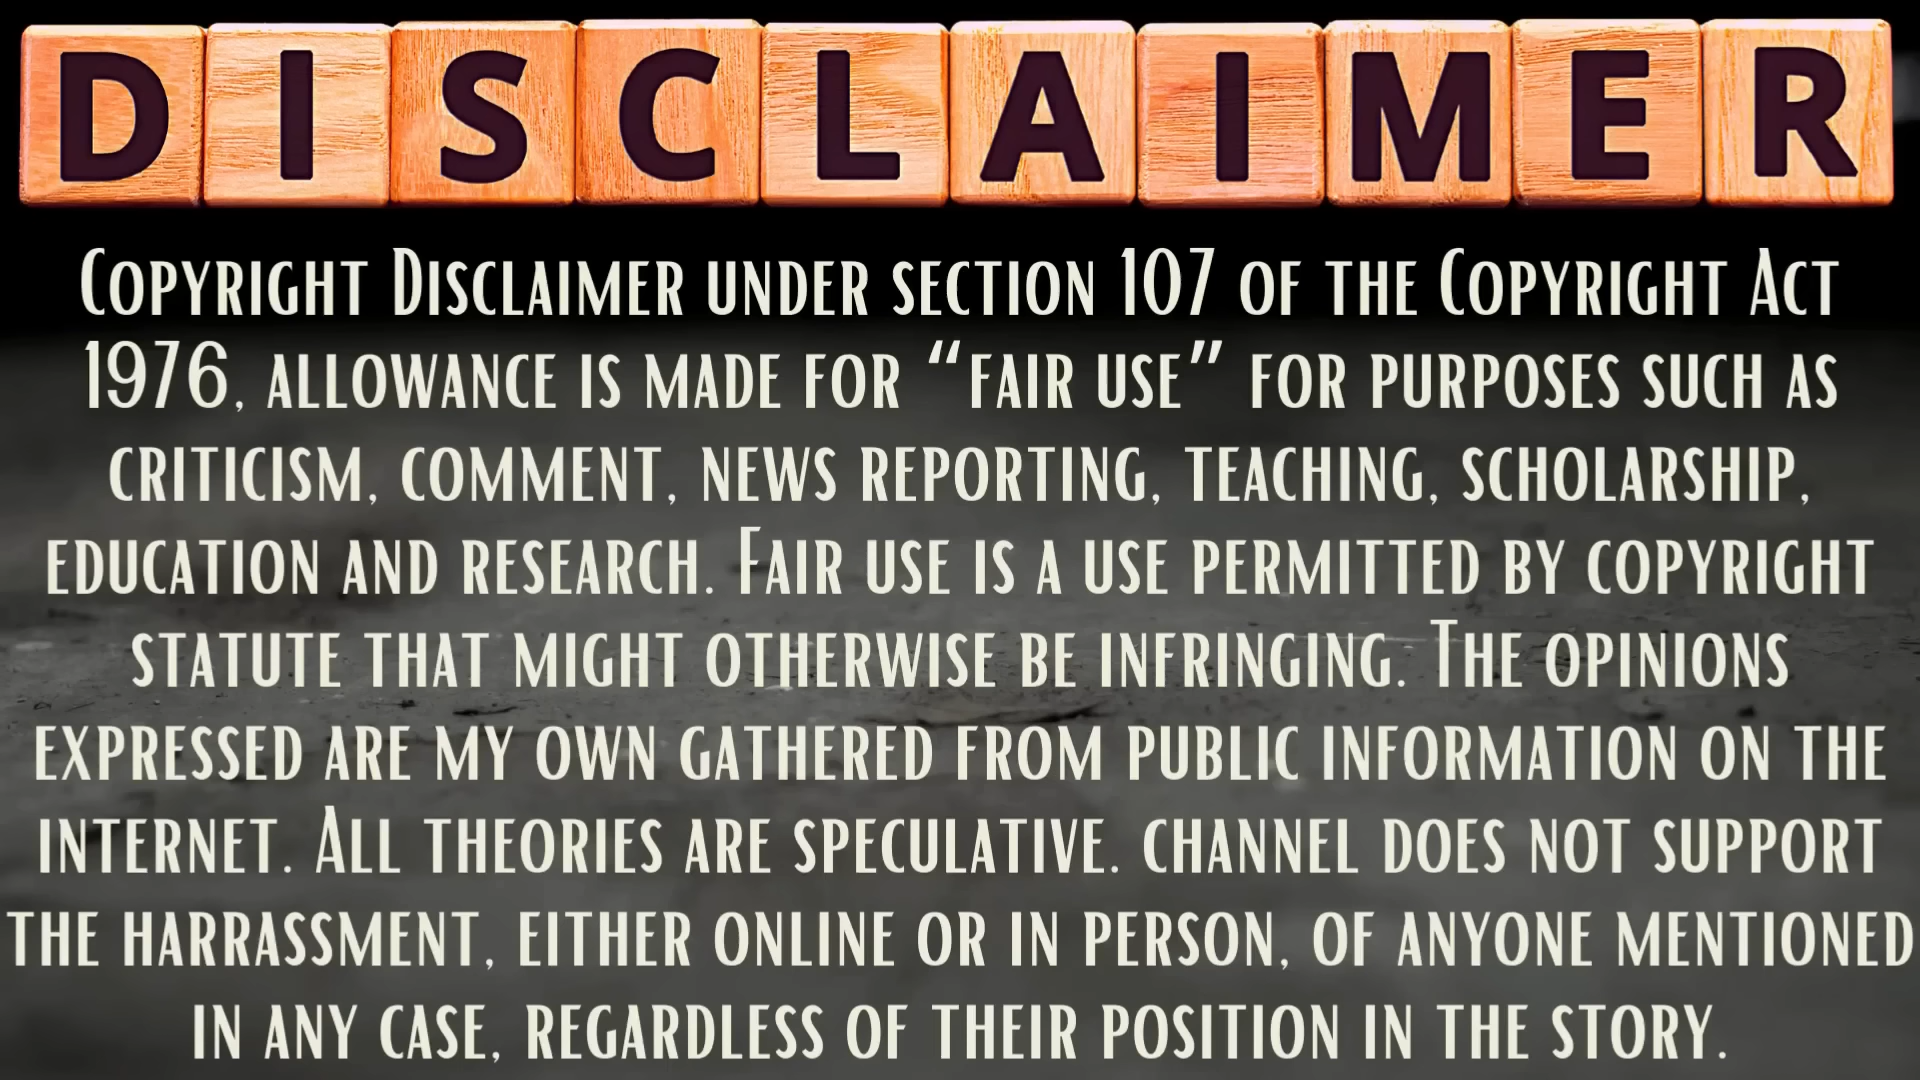 DISCLAIMER
Copyright Disclaimer under section 107 of the Copyright Act
1976, allowance is made for “fair use” for purposes such as
criticism, comment, news reporting, teaching, scholarship,
education and research. Fair use is a use permitted by copyright
statute that might otherwise be infringing. The opinions
expressed are my own gathered from public information on the
internet. All theories are speculative. channel does not support
the harrassment, either online or in person, of anyone mentioned
in any case, regardless of their position in the story.